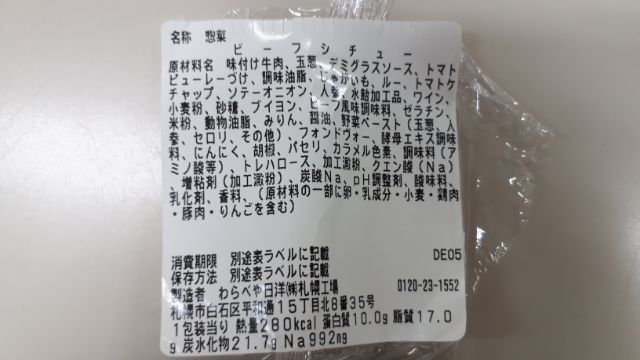 名称 惣菜
ビーフシチュー
原材料名 味付け牛肉、玉葱、デミグラスソース、トマト
ピューレーづけ、調味油脂、じゃがいも、ルー、トマトケ
チャップ、ソテーオニオン、人参、水飴加工品、ワイン、
小麦粉、砂糖、ブイヨン、ビーフ風味調味料、ゼラチン、
米粉、動物油脂、みりん、醤油、野菜ペースト(玉葱、人
参、セロリ、その他)、フォンドヴォー、酵母エキス調味
料、にんにく、胡椒、パセリ、カラメル色素、調味料(ア
ミノ酸等)、トレハロース、加工澱粉、クエン酸(Na)
、増粘剤(加工澱粉)、炭酸Na、pH調整剤、酸味料、
乳化剤、香料、(原材料の一部に卵・乳成分・小麦・鶏肉
・豚肉・りんごを含む)
消費期限 別途表ラベルに記載 DE05
保存方法 別途表ラベルに記載
製造者 わらべや日洋㈱札幌工場 0120-23-1552
札幌市白石区平和通15丁目北8番35号
1包装当り 熱量280kcal 蛋白質10.0g 脂質17.0
g 炭水化物21.7g Na992mg